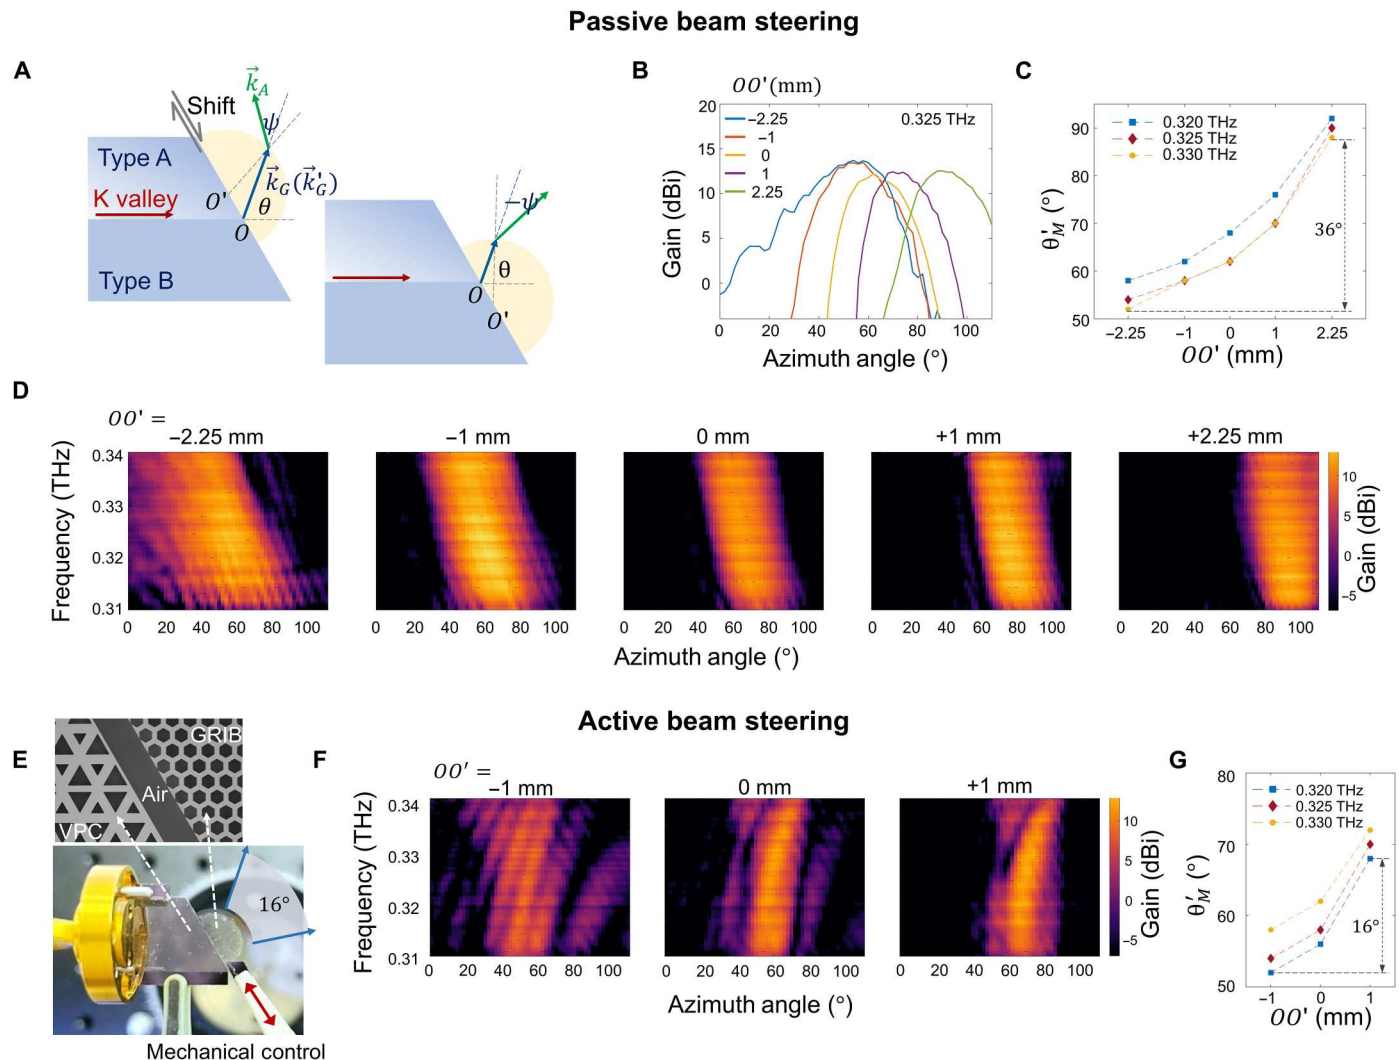 Passive beam steering
A
Shift
k⃗_A
ψ
Type A
k⃗_G(k⃗'_G)
K valley
O'
θ
O
Type B
−ψ
θ
O
O'
B
OO'(mm)
−2.25
−1
0
1
2.25
0.325 THz
Gain (dBi)
20
15
10
5
0
0 20 40 60 80 100
Azimuth angle (°)
C
0.320 THz
0.325 THz
0.330 THz
36°
θ'_M (°)
90
80
70
60
50
−2.25 −1 0 1 2.25
OO' (mm)
D
OO' =
−2.25 mm −1 mm 0 mm +1 mm +2.25 mm
Frequency (THz)
0.34
0.33
0.32
0.31
0 20 40 60 80 100
0 20 40 60 80 100
0 20 40 60 80 100
0 20 40 60 80 100
0 20 40 60 80 100
Azimuth angle (°)
10
5
0
−5
Gain (dBi)
Active beam steering
E
GRIB
Air
VPC
16°
Mechanical control
F
OO' =
−1 mm 0 mm +1 mm
Frequency (THz)
0.34
0.33
0.32
0.31
0 20 40 60 80 100
0 20 40 60 80 100
0 20 40 60 80 100
Azimuth angle (°)
10
5
0
−5
Gain (dBi)
G
0.320 THz
0.325 THz
0.330 THz
16°
θ'_M (°)
80
70
60
50
−1 0 1
OO' (mm)